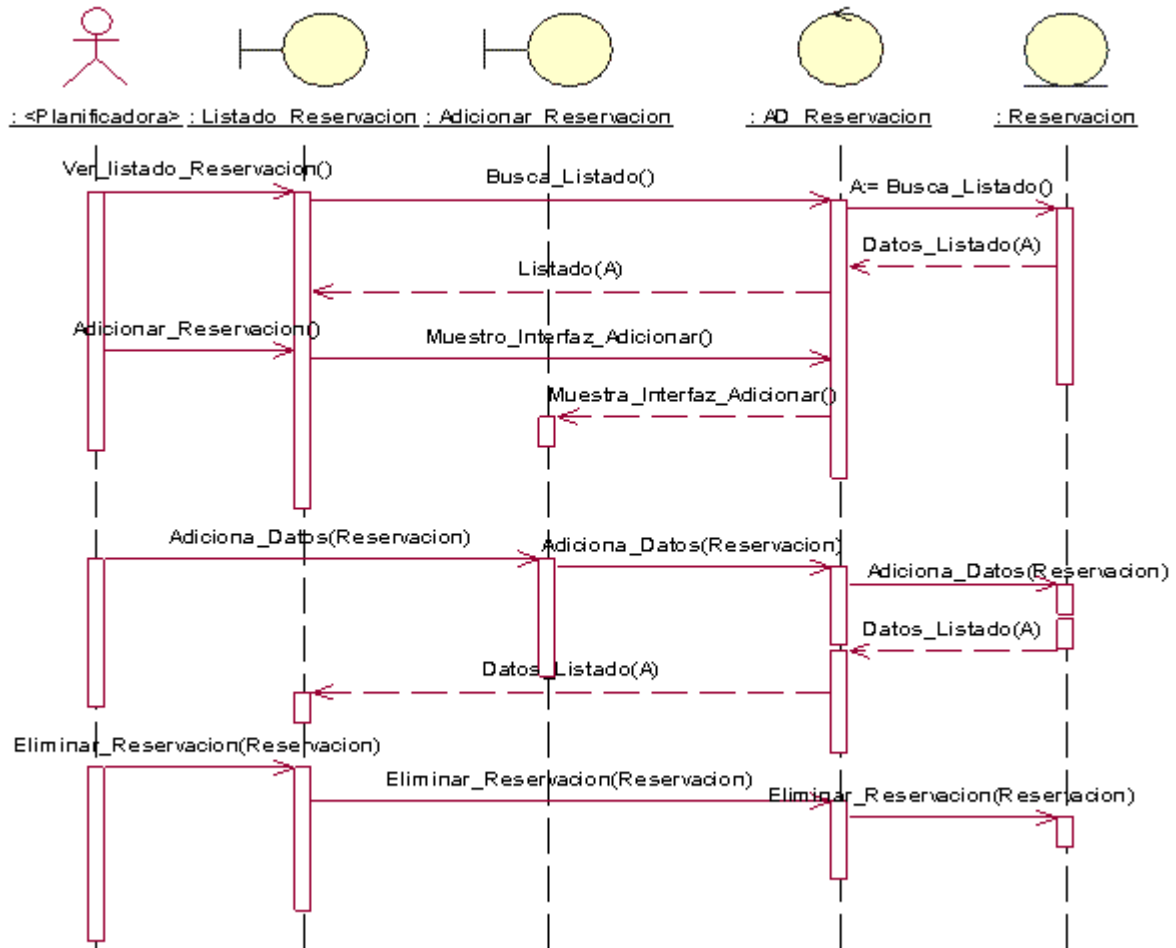 : <Planificadora>
: Listado_Reservacion
: Adicionar_Reservacion
: AD_Reservacion
: Reservacion
Ver_listado_Reservacion()
Busca_Listado()
A:= Busca_Listado()
Datos_Listado(A)
Listado(A)
Adicionar_Reservacion()
Muestro_Interfaz_Adicionar()
Muestra_Interfaz_Adicionar()
Adiciona_Datos(Reservacion)
Adiciona_Datos(Reservacion)
Adiciona_Datos(Reservacion)
Datos_Listado(A)
Datos_Listado(A)
Eliminar_Reservacion(Reservacion)
Eliminar_Reservacion(Reservacion)
Eliminar_Reservacion(Reservacion)